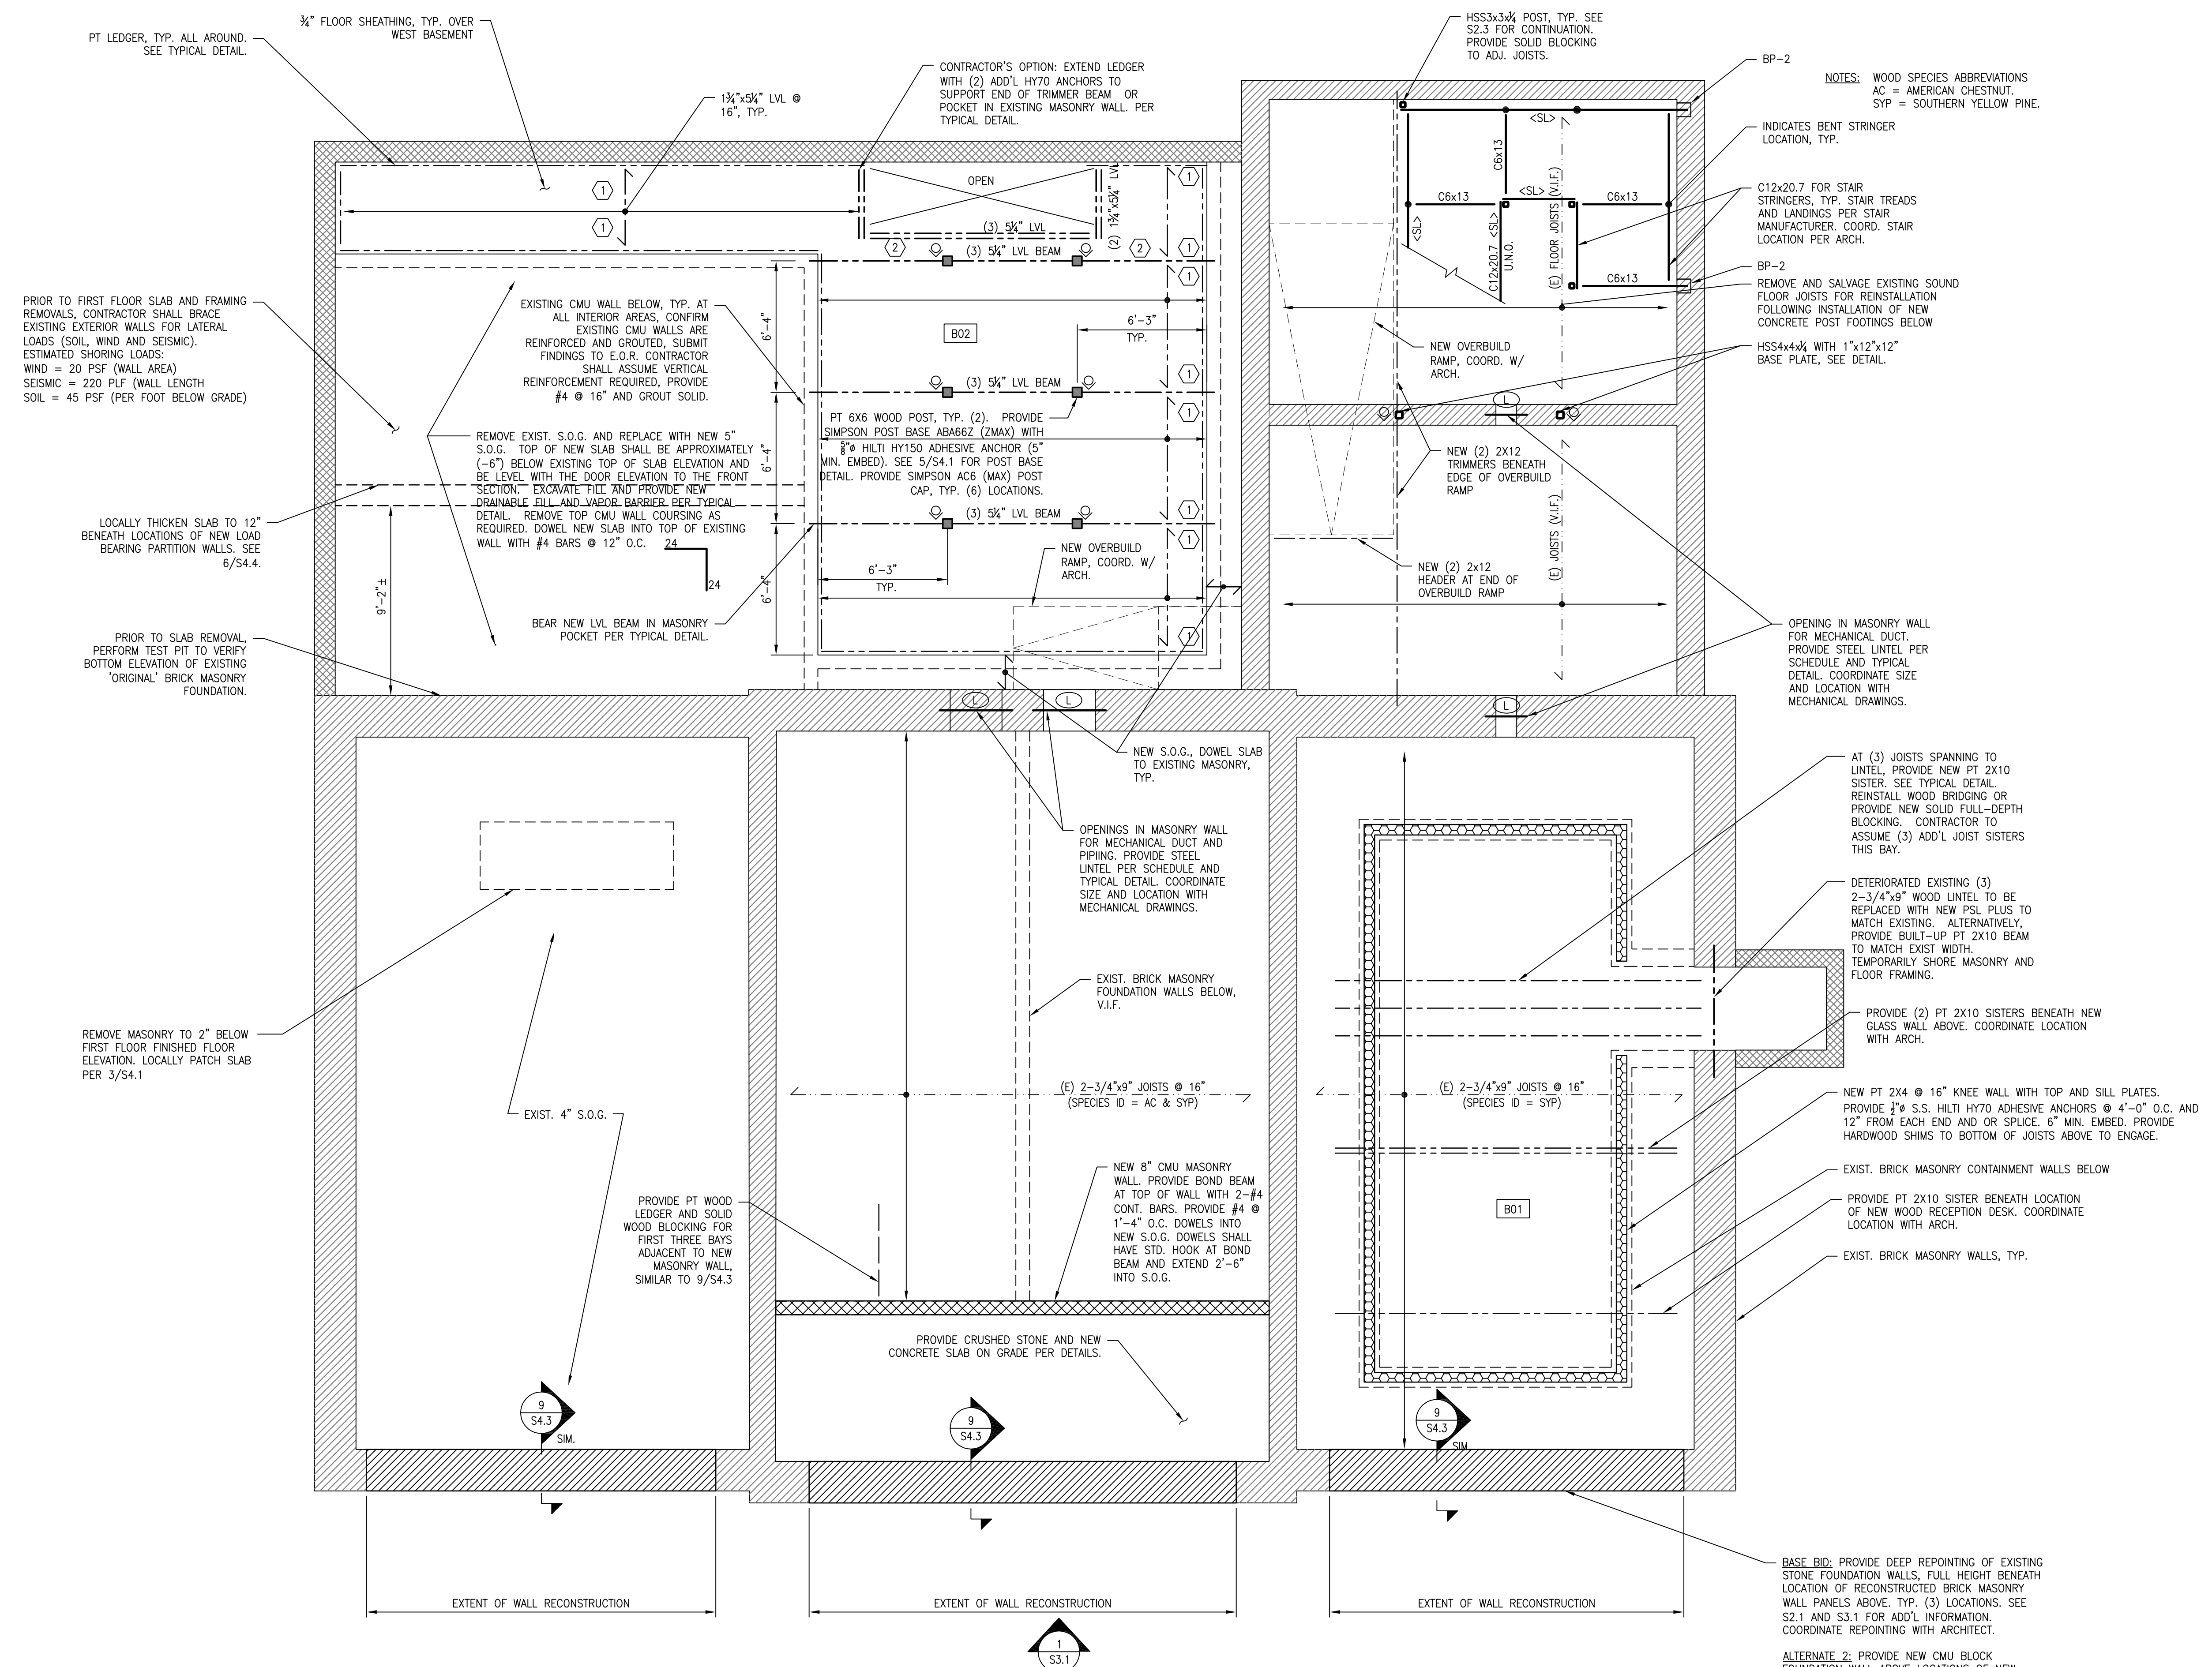 ¾" FLOOR SHEATHING, TYP. OVER
WEST BASEMENT
PT LEDGER, TYP. ALL AROUND.
SEE TYPICAL DETAIL.
1¾"x5¼" LVL @
16", TYP.
CONTRACTOR'S OPTION: EXTEND LEDGER
WITH (2) ADD'L HY70 ANCHORS TO
SUPPORT END OF TRIMMER BEAM OR
POCKET IN EXISTING MASONRY WALL. PER
TYPICAL DETAIL.
HSS3x3x¼ POST, TYP. SEE
S2.3 FOR CONTINUATION.
PROVIDE SOLID BLOCKING
TO ADJ. JOISTS.
BP-2
NOTES: WOOD SPECIES ABBREVIATIONS
AC = AMERICAN CHESTNUT.
SYP = SOUTHERN YELLOW PINE.
INDICATES BENT STRINGER
LOCATION, TYP.
C12x20.7 FOR STAIR
STRINGERS, TYP. STAIR TREADS
AND LANDINGS PER STAIR
MANUFACTURER. COORD. STAIR
LOCATION PER ARCH.
BP-2
REMOVE AND SALVAGE EXISTING SOUND
FLOOR JOISTS FOR REINSTALLATION
FOLLOWING INSTALLATION OF NEW
CONCRETE POST FOOTINGS BELOW
HSS4x4x¼ WITH 1"x12"x12"
BASE PLATE, SEE DETAIL.
<SL>
C6x13
C6x13
<SL>
C6x13
<SL>
C12x20.7 <SL>
U.N.O.
C6x13
(E) FLOOR JOISTS (V.I.F.)
OPEN
(3) 5¼" LVL
(2) 1¾"x5¼" LVL
1
1
2
2
1
1
1
1
1
1
1
1
(3) 5¼" LVL BEAM
(3) 5¼" LVL BEAM
(3) 5¼" LVL BEAM
B02
6'-3"
TYP.
6'-4"
6'-4"
6'-4"
6'-3"
TYP.
PRIOR TO FIRST FLOOR SLAB AND FRAMING
REMOVALS, CONTRACTOR SHALL BRACE
EXISTING EXTERIOR WALLS FOR LATERAL
LOADS (SOIL, WIND AND SEISMIC).
ESTIMATED SHORING LOADS:
WIND = 20 PSF (WALL AREA)
SEISMIC = 220 PLF (WALL LENGTH
SOIL = 45 PSF (PER FOOT BELOW GRADE)
EXISTING CMU WALL BELOW, TYP. AT
ALL INTERIOR AREAS, CONFIRM
EXISTING CMU WALLS ARE
REINFORCED AND GROUTED, SUBMIT
FINDINGS TO E.O.R. CONTRACTOR
SHALL ASSUME VERTICAL
REINFORCEMENT REQUIRED, PROVIDE
#4 @ 16" AND GROUT SOLID.
REMOVE EXIST. S.O.G. AND REPLACE WITH NEW 5"
S.O.G. TOP OF NEW SLAB SHALL BE APPROXIMATELY
(-6") BELOW EXISTING TOP OF SLAB ELEVATION AND
BE LEVEL WITH THE DOOR ELEVATION TO THE FRONT
SECTION. EXCAVATE FILL AND PROVIDE NEW
DRAINABLE FILL AND VAPOR BARRIER PER TYPICAL
DETAIL. REMOVE TOP CMU WALL COURSING AS
REQUIRED. DOWEL NEW SLAB INTO TOP OF EXISTING
WALL WITH #4 BARS @ 12" O.C.
24
24
PT 6X6 WOOD POST, TYP. (2). PROVIDE
SIMPSON POST BASE ABA66Z (ZMAX) WITH
⅝"ø HILTI HY150 ADHESIVE ANCHOR (5"
MIN. EMBED). SEE 5/S4.1 FOR POST BASE
DETAIL. PROVIDE SIMPSON AC6 (MAX) POST
CAP, TYP. (6) LOCATIONS.
NEW OVERBUILD
RAMP, COORD. W/
ARCH.
NEW OVERBUILD
RAMP, COORD. W/
ARCH.
NEW (2) 2X12
TRIMMERS BENEATH
EDGE OF OVERBUILD
RAMP
NEW (2) 2x12
HEADER AT END OF
OVERBUILD RAMP
(E) JOISTS (V.I.F.)
LOCALLY THICKEN SLAB TO 12"
BENEATH LOCATIONS OF NEW LOAD
BEARING PARTITION WALLS. SEE
6/S4.4.
9'-2"±
BEAR NEW LVL BEAM IN MASONRY
POCKET PER TYPICAL DETAIL.
PRIOR TO SLAB REMOVAL,
PERFORM TEST PIT TO VERIFY
BOTTOM ELEVATION OF EXISTING
'ORIGINAL' BRICK MASONRY
FOUNDATION.
OPENING IN MASONRY WALL
FOR MECHANICAL DUCT.
PROVIDE STEEL LINTEL PER
SCHEDULE AND TYPICAL
DETAIL. COORDINATE SIZE
AND LOCATION WITH
MECHANICAL DRAWINGS.
L
L
L
L
NEW S.O.G., DOWEL SLAB
TO EXISTING MASONRY,
TYP.
OPENINGS IN MASONRY WALL
FOR MECHANICAL DUCT AND
PIPING. PROVIDE STEEL
LINTEL PER SCHEDULE AND
TYPICAL DETAIL. COORDINATE
SIZE AND LOCATION WITH
MECHANICAL DRAWINGS.
AT (3) JOISTS SPANNING TO
LINTEL, PROVIDE NEW PT 2X10
SISTER. SEE TYPICAL DETAIL.
REINSTALL WOOD BRIDGING OR
PROVIDE NEW SOLID FULL-DEPTH
BLOCKING. CONTRACTOR TO
ASSUME (3) ADD'L JOIST SISTERS
THIS BAY.
DETERIORATED EXISTING (3)
2-3/4"x9" WOOD LINTEL TO BE
REPLACED WITH NEW PSL PLUS TO
MATCH EXISTING. ALTERNATIVELY,
PROVIDE BUILT-UP PT 2X10 BEAM
TO MATCH EXIST WIDTH.
TEMPORARILY SHORE MASONRY AND
FLOOR FRAMING.
EXIST. BRICK MASONRY
FOUNDATION WALLS BELOW,
V.I.F.
PROVIDE (2) PT 2X10 SISTERS BENEATH NEW
GLASS WALL ABOVE. COORDINATE LOCATION
WITH ARCH.
REMOVE MASONRY TO 2" BELOW
FIRST FLOOR FINISHED FLOOR
ELEVATION. LOCALLY PATCH SLAB
PER 3/S4.1
EXIST. 4" S.O.G.
(E) 2-3/4"x9" JOISTS @ 16"
(SPECIES ID = AC & SYP)
(E) 2-3/4"x9" JOISTS @ 16"
(SPECIES ID = SYP)
NEW PT 2X4 @ 16" KNEE WALL WITH TOP AND SILL PLATES.
PROVIDE ½"ø S.S. HILTI HY70 ADHESIVE ANCHORS @ 4'-0" O.C. AND
12" FROM EACH END AND OR SPLICE. 6" MIN. EMBED. PROVIDE
HARDWOOD SHIMS TO BOTTOM OF JOISTS ABOVE TO ENGAGE.
EXIST. BRICK MASONRY CONTAINMENT WALLS BELOW
PROVIDE PT 2X10 SISTER BENEATH LOCATION
OF NEW WOOD RECEPTION DESK. COORDINATE
LOCATION WITH ARCH.
EXIST. BRICK MASONRY WALLS, TYP.
B01
PROVIDE PT WOOD
LEDGER AND SOLID
WOOD BLOCKING FOR
FIRST THREE BAYS
ADJACENT TO NEW
MASONRY WALL,
SIMILAR TO 9/S4.3
NEW 8" CMU MASONRY
WALL. PROVIDE BOND BEAM
AT TOP OF WALL WITH 2-#4
CONT. BARS. PROVIDE #4 @
1'-4" O.C. DOWELS INTO
NEW S.O.G. DOWELS SHALL
HAVE STD. HOOK AT BOND
BEAM AND EXTEND 2'-6"
INTO S.O.G.
PROVIDE CRUSHED STONE AND NEW
CONCRETE SLAB ON GRADE PER DETAILS.
9
S4.3
SIM.
9
S4.3
9
S4.3
SIM.
EXTENT OF WALL RECONSTRUCTION
EXTENT OF WALL RECONSTRUCTION
EXTENT OF WALL RECONSTRUCTION
1
S3.1
BASE BID: PROVIDE DEEP REPOINTING OF EXISTING
STONE FOUNDATION WALLS, FULL HEIGHT BENEATH
LOCATION OF RECONSTRUCTED BRICK MASONRY
WALL PANELS ABOVE. TYP. (3) LOCATIONS. SEE
S2.1 AND S3.1 FOR ADD'L INFORMATION.
COORDINATE REPOINTING WITH ARCHITECT.
ALTERNATE 2: PROVIDE NEW CMU BLOCK
FOUNDATION WALL ABOVE LOCATIONS OF NEW